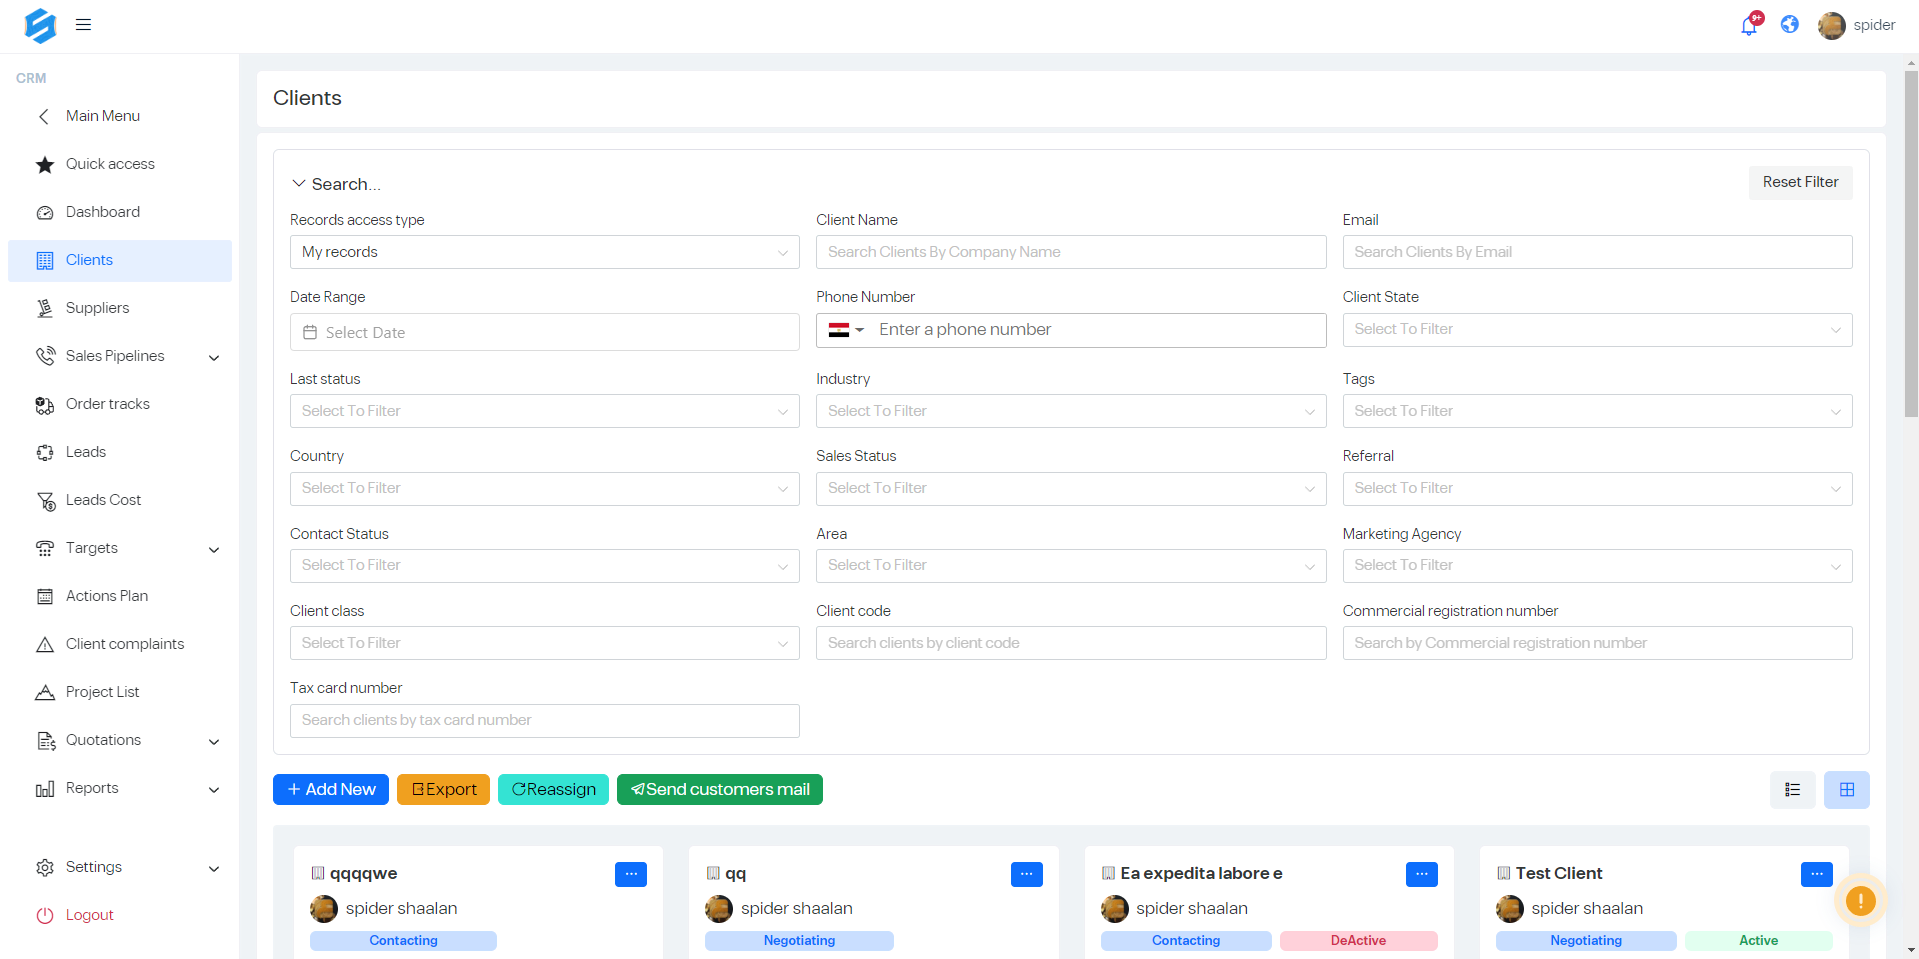 9+
spider
CRM
Main Menu
Quick access
Dashboard
Clients
Suppliers
Sales Pipelines
Order tracks
Leads
Leads Cost
Targets
Actions Plan
Client complaints
Project List
Quotations
Reports
Settings
Logout
Clients
Search...
Reset Filter
Records access type
My records
Client Name
Search Clients By Company Name
Email
Search Clients By Email
Date Range
Select Date
Phone Number
Enter a phone number
Client State
Select To Filter
Last status
Select To Filter
Industry
Select To Filter
Tags
Select To Filter
Country
Select To Filter
Sales Status
Select To Filter
Referral
Select To Filter
Contact Status
Select To Filter
Area
Select To Filter
Marketing Agency
Select To Filter
Client class
Select To Filter
Client code
Search clients by client code
Commercial registration number
Search by Commercial registration number
Tax card number
Search clients by tax card number
+ Add New
Export
Reassign
Send customers mail
qqqqwe
...
spider shaalan
Contacting
qq
...
spider shaalan
Negotiating
Ea expedita labore e
...
spider shaalan
Contacting
DeActive
Test Client
...
spider shaalan
Negotiating
Active
!